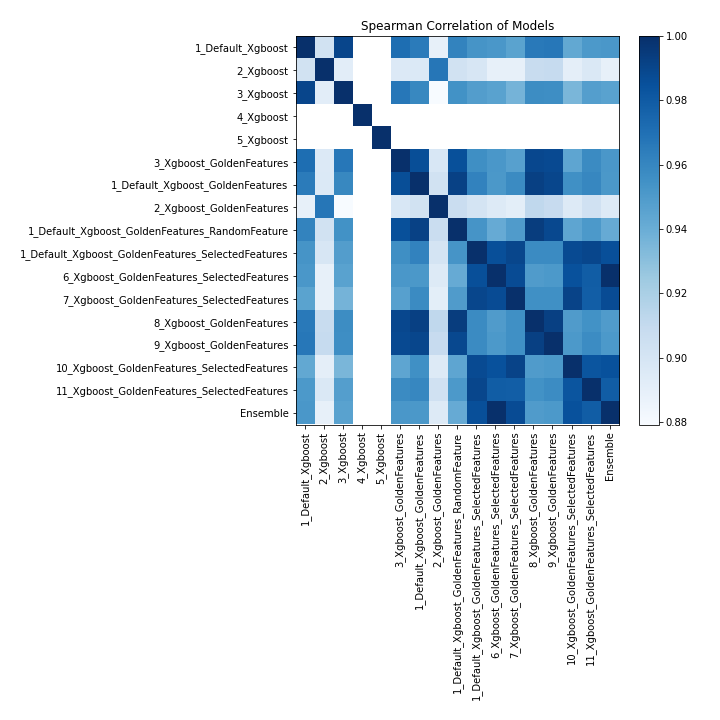 Spearman Correlation of Models
1_Default_Xgboost
2_Xgboost
3_Xgboost
4_Xgboost
5_Xgboost
3_Xgboost_GoldenFeatures
1_Default_Xgboost_GoldenFeatures
2_Xgboost_GoldenFeatures
1_Default_Xgboost_GoldenFeatures_RandomFeature
1_Default_Xgboost_GoldenFeatures_SelectedFeatures
6_Xgboost_GoldenFeatures_SelectedFeatures
7_Xgboost_GoldenFeatures_SelectedFeatures
8_Xgboost_GoldenFeatures
9_Xgboost_GoldenFeatures
10_Xgboost_GoldenFeatures_SelectedFeatures
11_Xgboost_GoldenFeatures_SelectedFeatures
Ensemble
1_Default_Xgboost
2_Xgboost
3_Xgboost
4_Xgboost
5_Xgboost
3_Xgboost_GoldenFeatures
1_Default_Xgboost_GoldenFeatures
2_Xgboost_GoldenFeatures
1_Default_Xgboost_GoldenFeatures_RandomFeature
1_Default_Xgboost_GoldenFeatures_SelectedFeatures
6_Xgboost_GoldenFeatures_SelectedFeatures
7_Xgboost_GoldenFeatures_SelectedFeatures
8_Xgboost_GoldenFeatures
9_Xgboost_GoldenFeatures
10_Xgboost_GoldenFeatures_SelectedFeatures
11_Xgboost_GoldenFeatures_SelectedFeatures
Ensemble
1.00
0.98
0.96
0.94
0.92
0.90
0.88